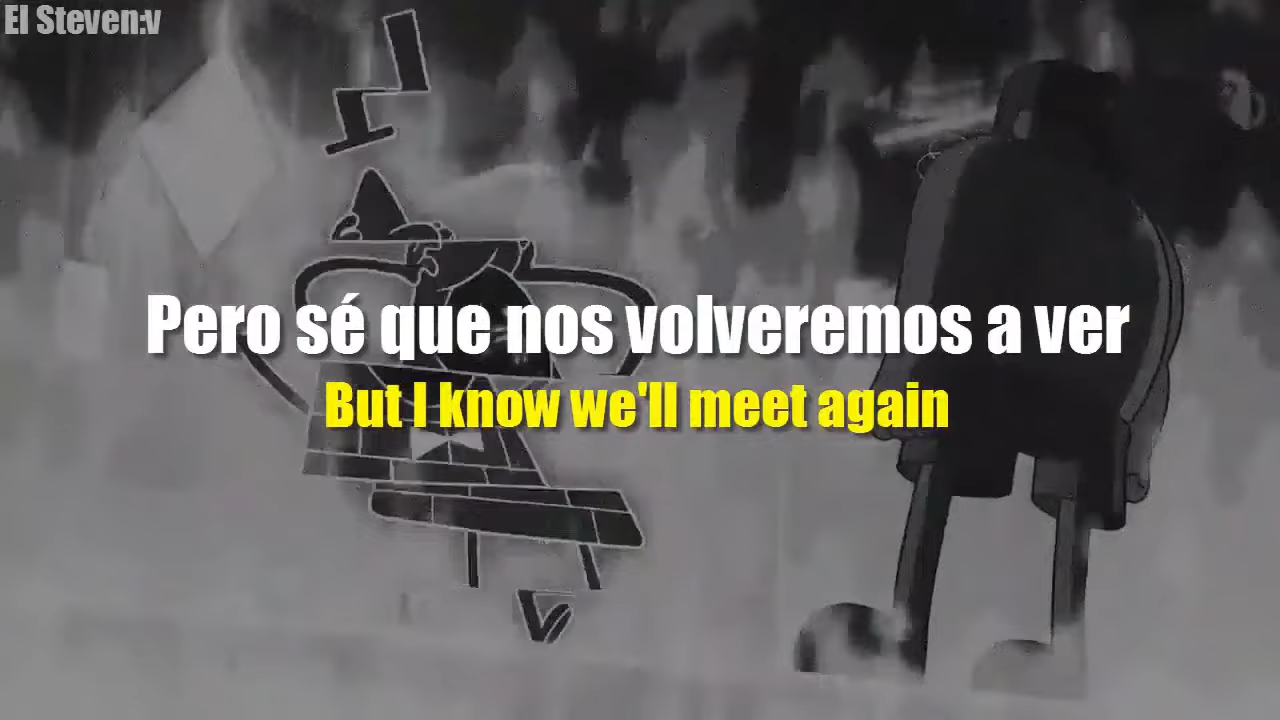 El Steven:v
Pero sé que nos volveremos a ver
But I know we'll meet again